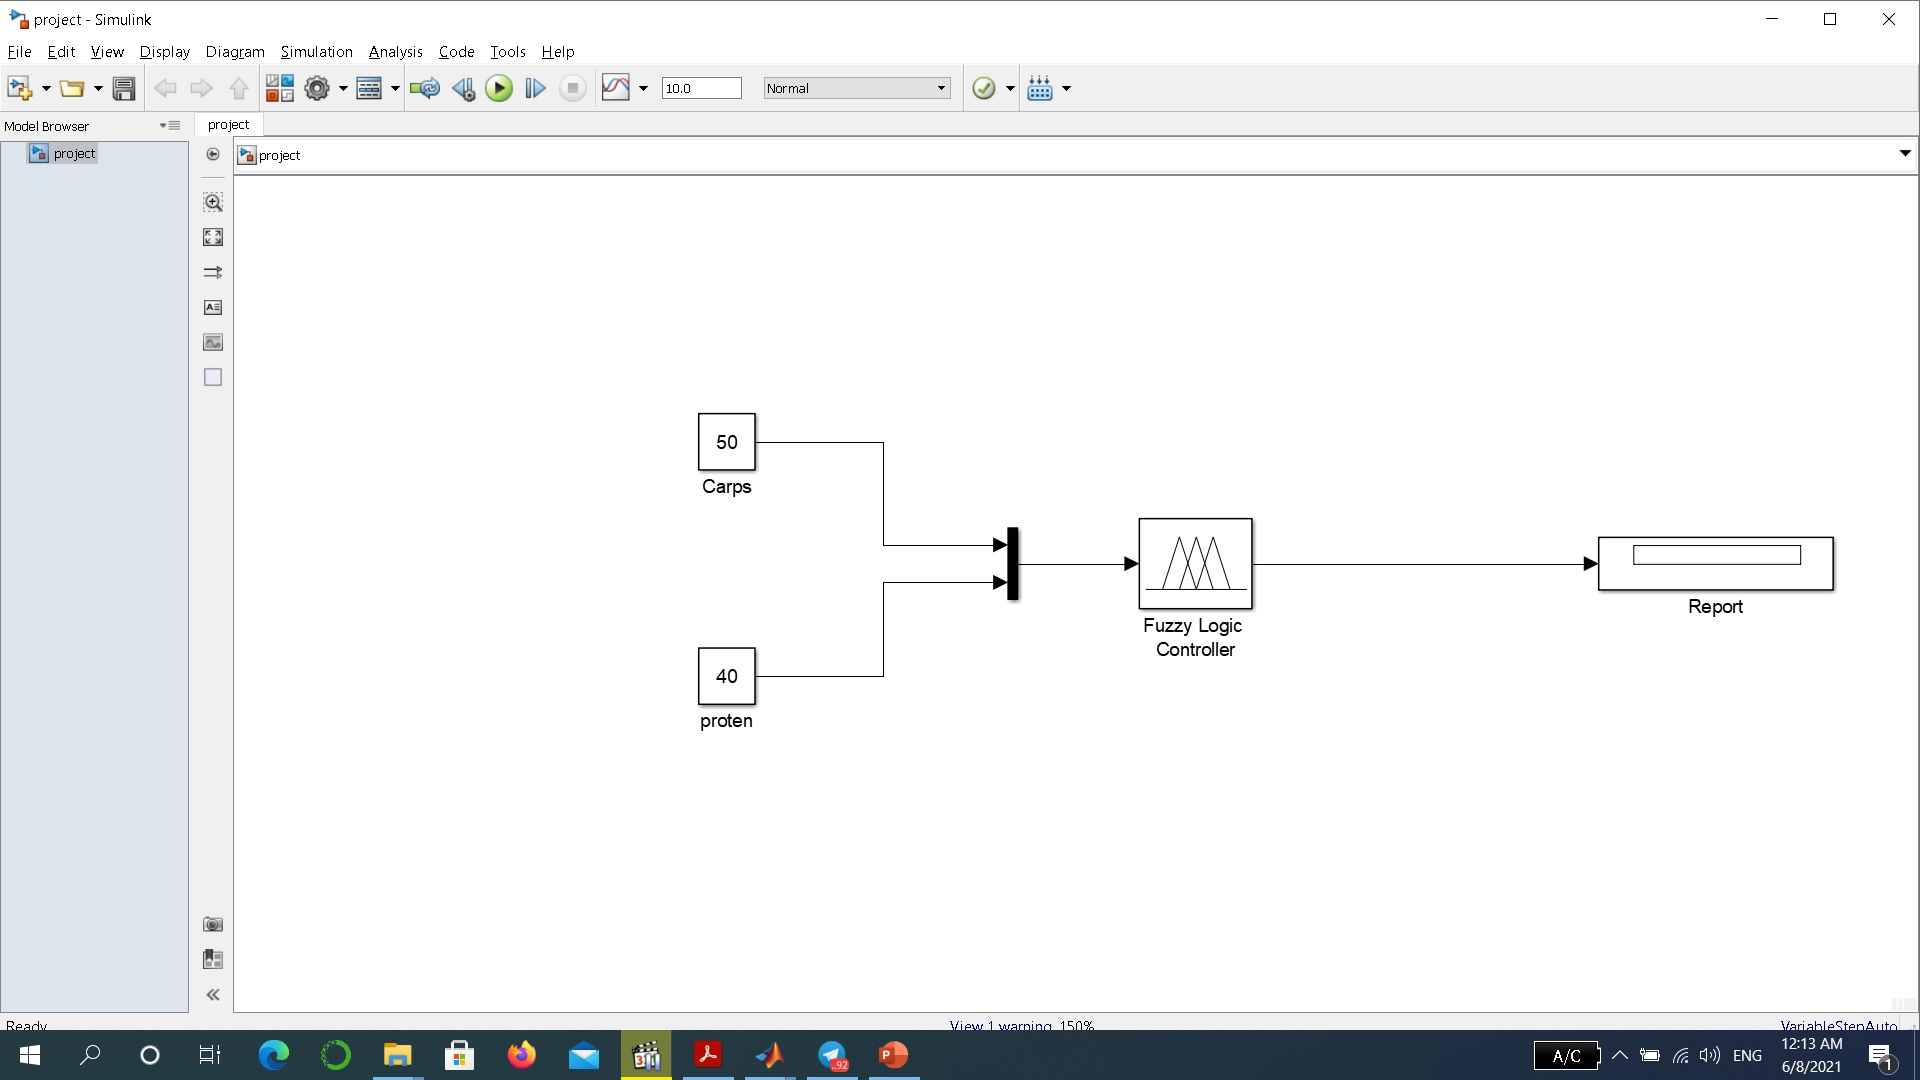 project - Simulink
File Edit View Display Diagram Simulation Analysis Code Tools Help
10.0 Normal
Model Browser
project
project
project
50
Carps
40
proten
Fuzzy Logic
Controller
Report
Ready
View 1 warning 150%
VariableStepAuto
A/C
ENG
12:13 AM
6/8/2021
1
..92